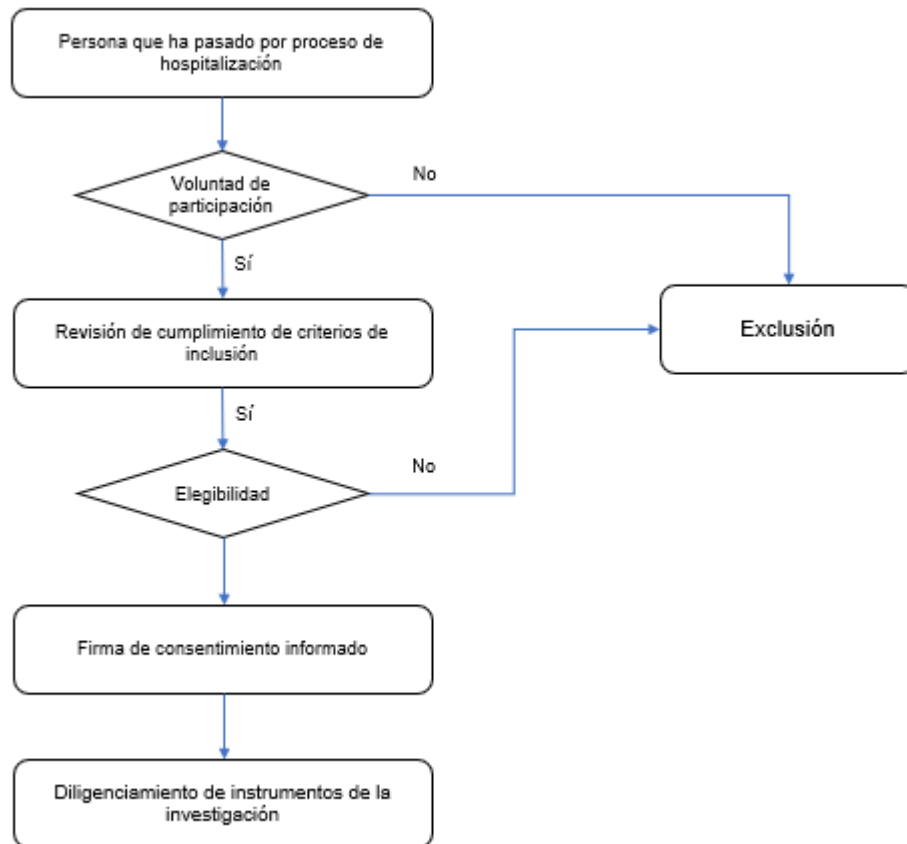 Persona que ha pasado por proceso de
hospitalización
Voluntad de
participación
No
Sí
Revisión de cumplimiento de criterios de
inclusión
Exclusión
Sí
Elegibilidad
No
Firma de consentimiento informado
Diligenciamiento de instrumentos de la
investigación